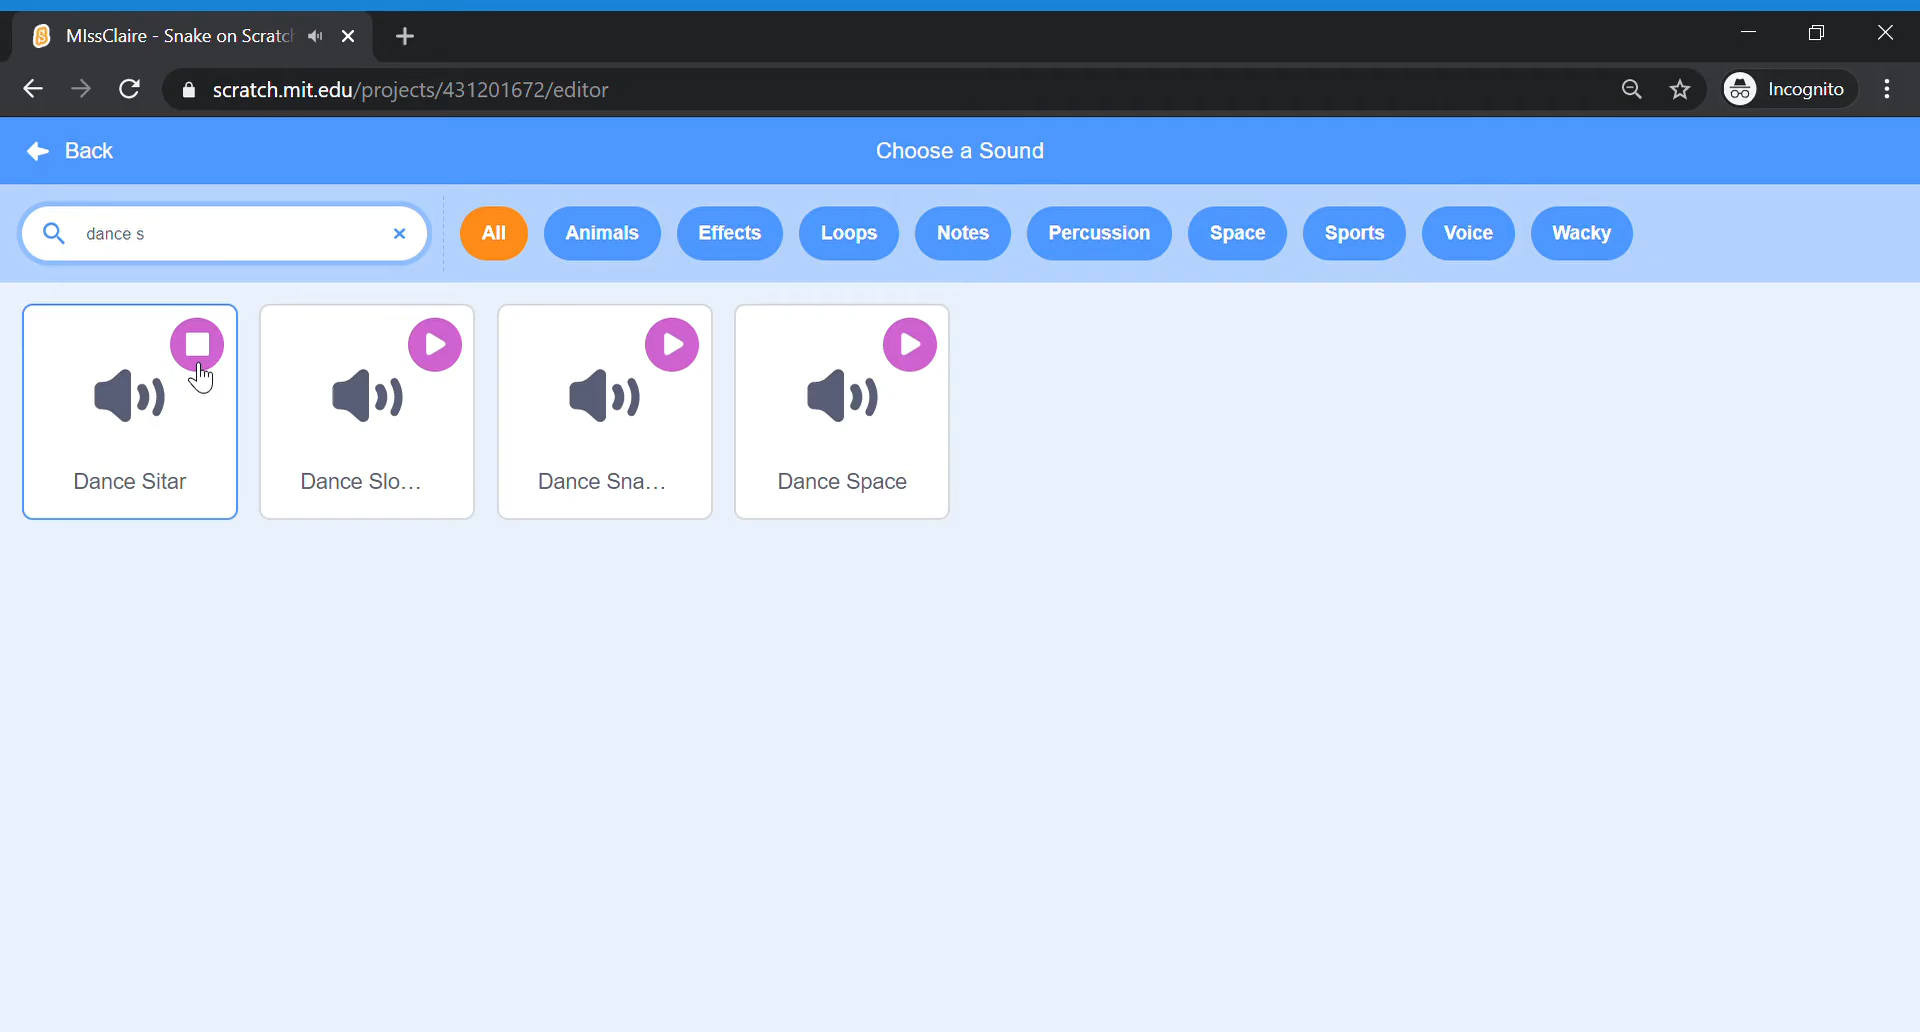 MIssClaire - Snake on Scratc
scratch.mit.edu/projects/431201672/editor
Incognito
Back
Choose a Sound
dance s
All
Animals
Effects
Loops
Notes
Percussion
Space
Sports
Voice
Wacky
Dance Sitar
Dance Slo...
Dance Sna...
Dance Space